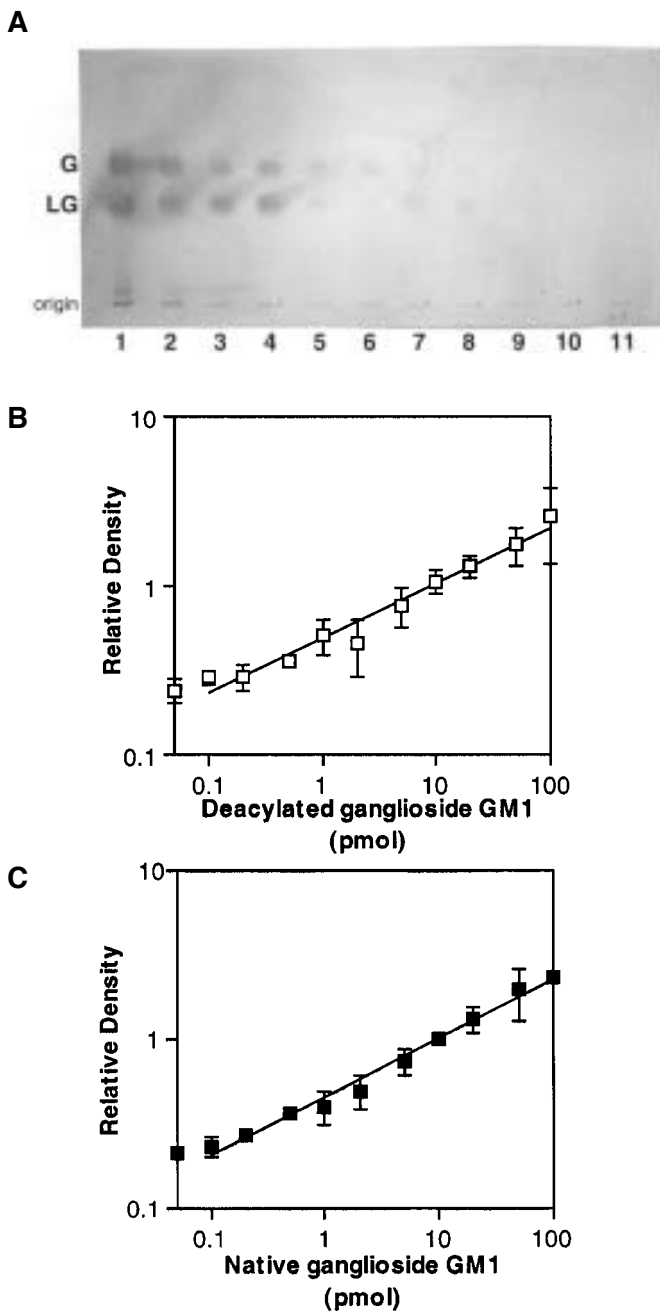 A
G
LG
origin
1 2 3 4 5 6 7 8 9 10 11
B
10
1
0.1
Relative Density
0.1 1 10 100
Deacylated ganglioside GM1
(pmol)
C
10
1
0.1
Relative Density
0.1 1 10 100
Native ganglioside GM1
(pmol)